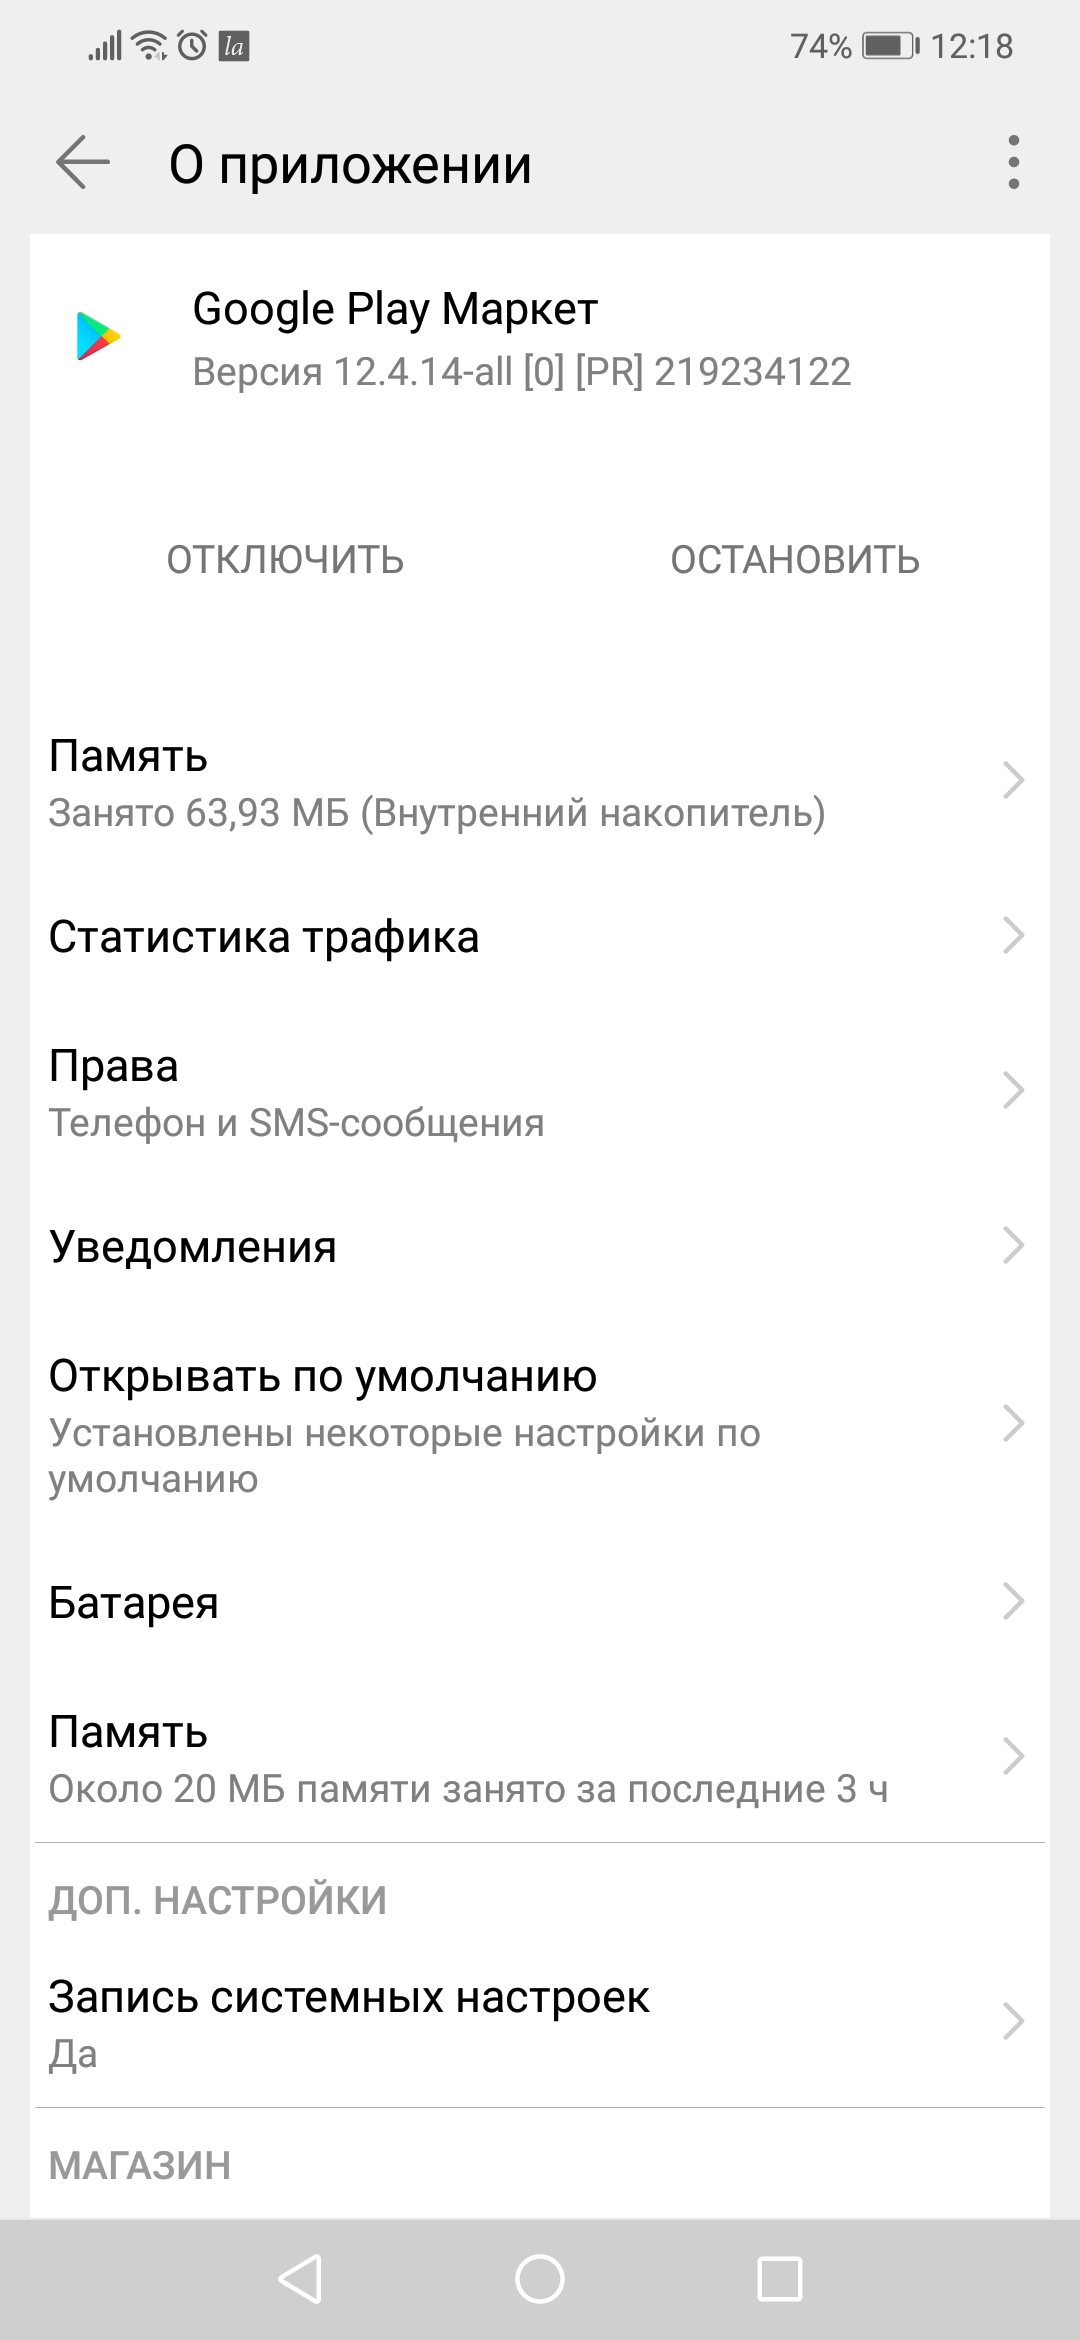 la 74% 12:18
О приложении
Google Play Маркет
Версия 12.4.14-all [0] [PR] 219234122
ОТКЛЮЧИТЬ ОСТАНОВИТЬ
Память
Занято 63,93 МБ (Внутренний накопитель)
Статистика трафика
Права
Телефон и SMS-сообщения
Уведомления
Открывать по умолчанию
Установлены некоторые настройки по
умолчанию
Батарея
Память
Около 20 МБ памяти занято за последние 3 ч
ДОП. НАСТРОЙКИ
Запись системных настроек
Да
МАГАЗИН